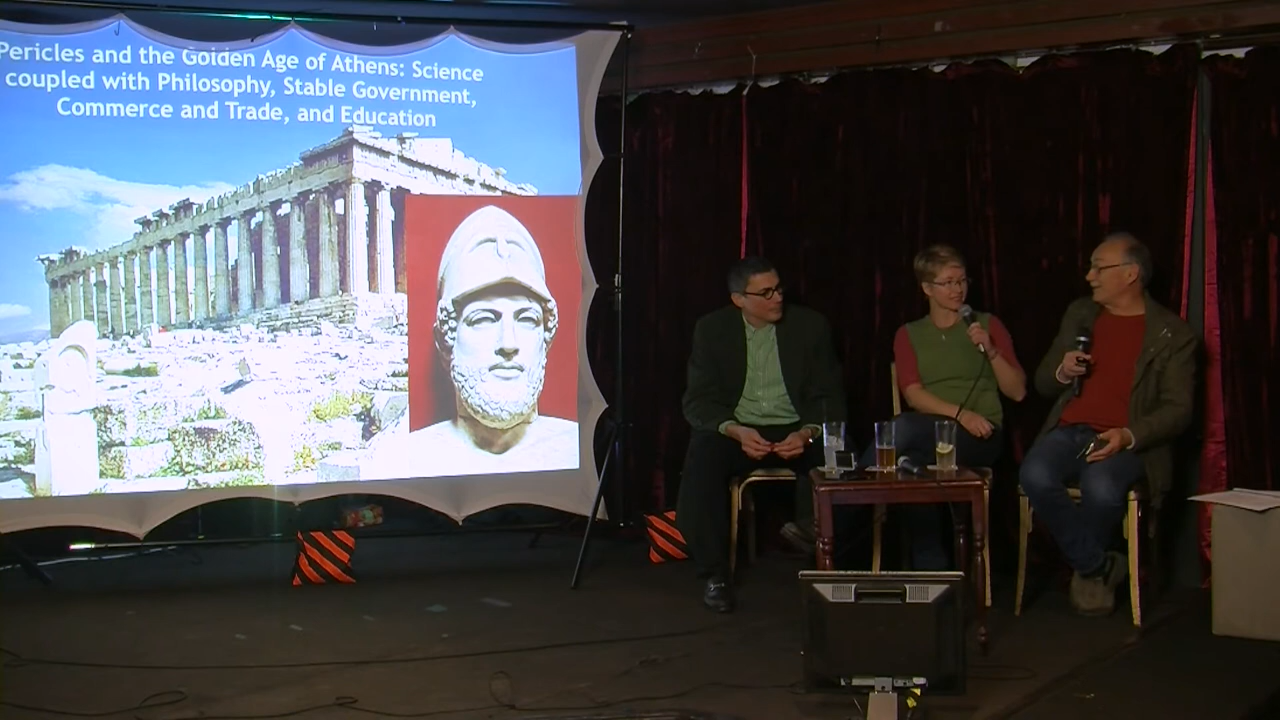 Pericles and the Golden Age of Athens: Science
coupled with Philosophy, Stable Government,
Commerce and Trade, and Education